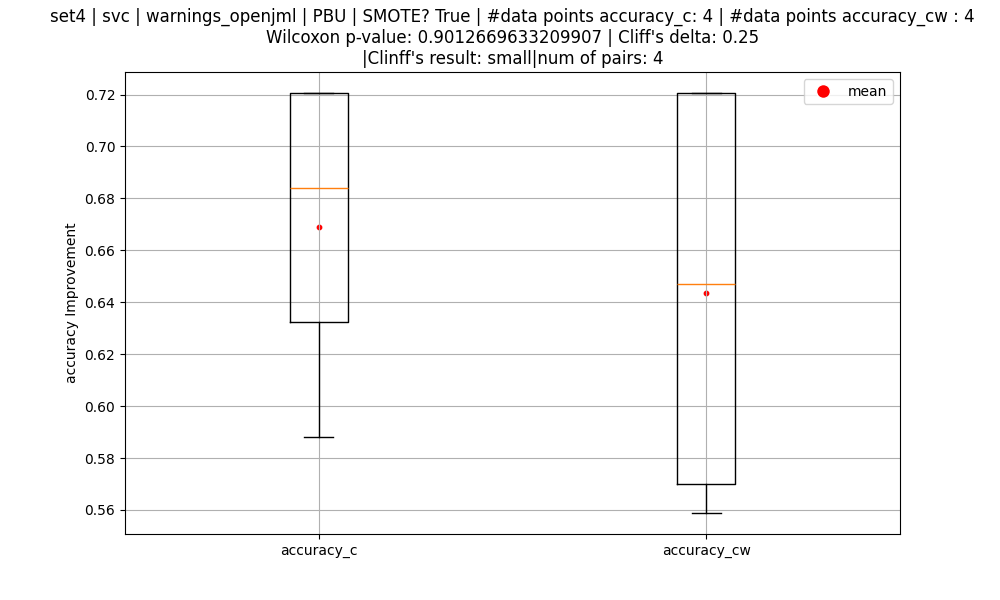 set4 | svc | warnings_openjml | PBU | SMOTE? True | #data points accuracy_c: 4 | #data points accuracy_cw : 4
Wilcoxon p-value: 0.9012669633209907 | Cliff's delta: 0.25
|Clinff's result: small|num of pairs: 4
mean
0.72
0.70
0.68
0.66
0.64
0.62
0.60
0.58
0.56
accuracy Improvement
accuracy_c
accuracy_cw